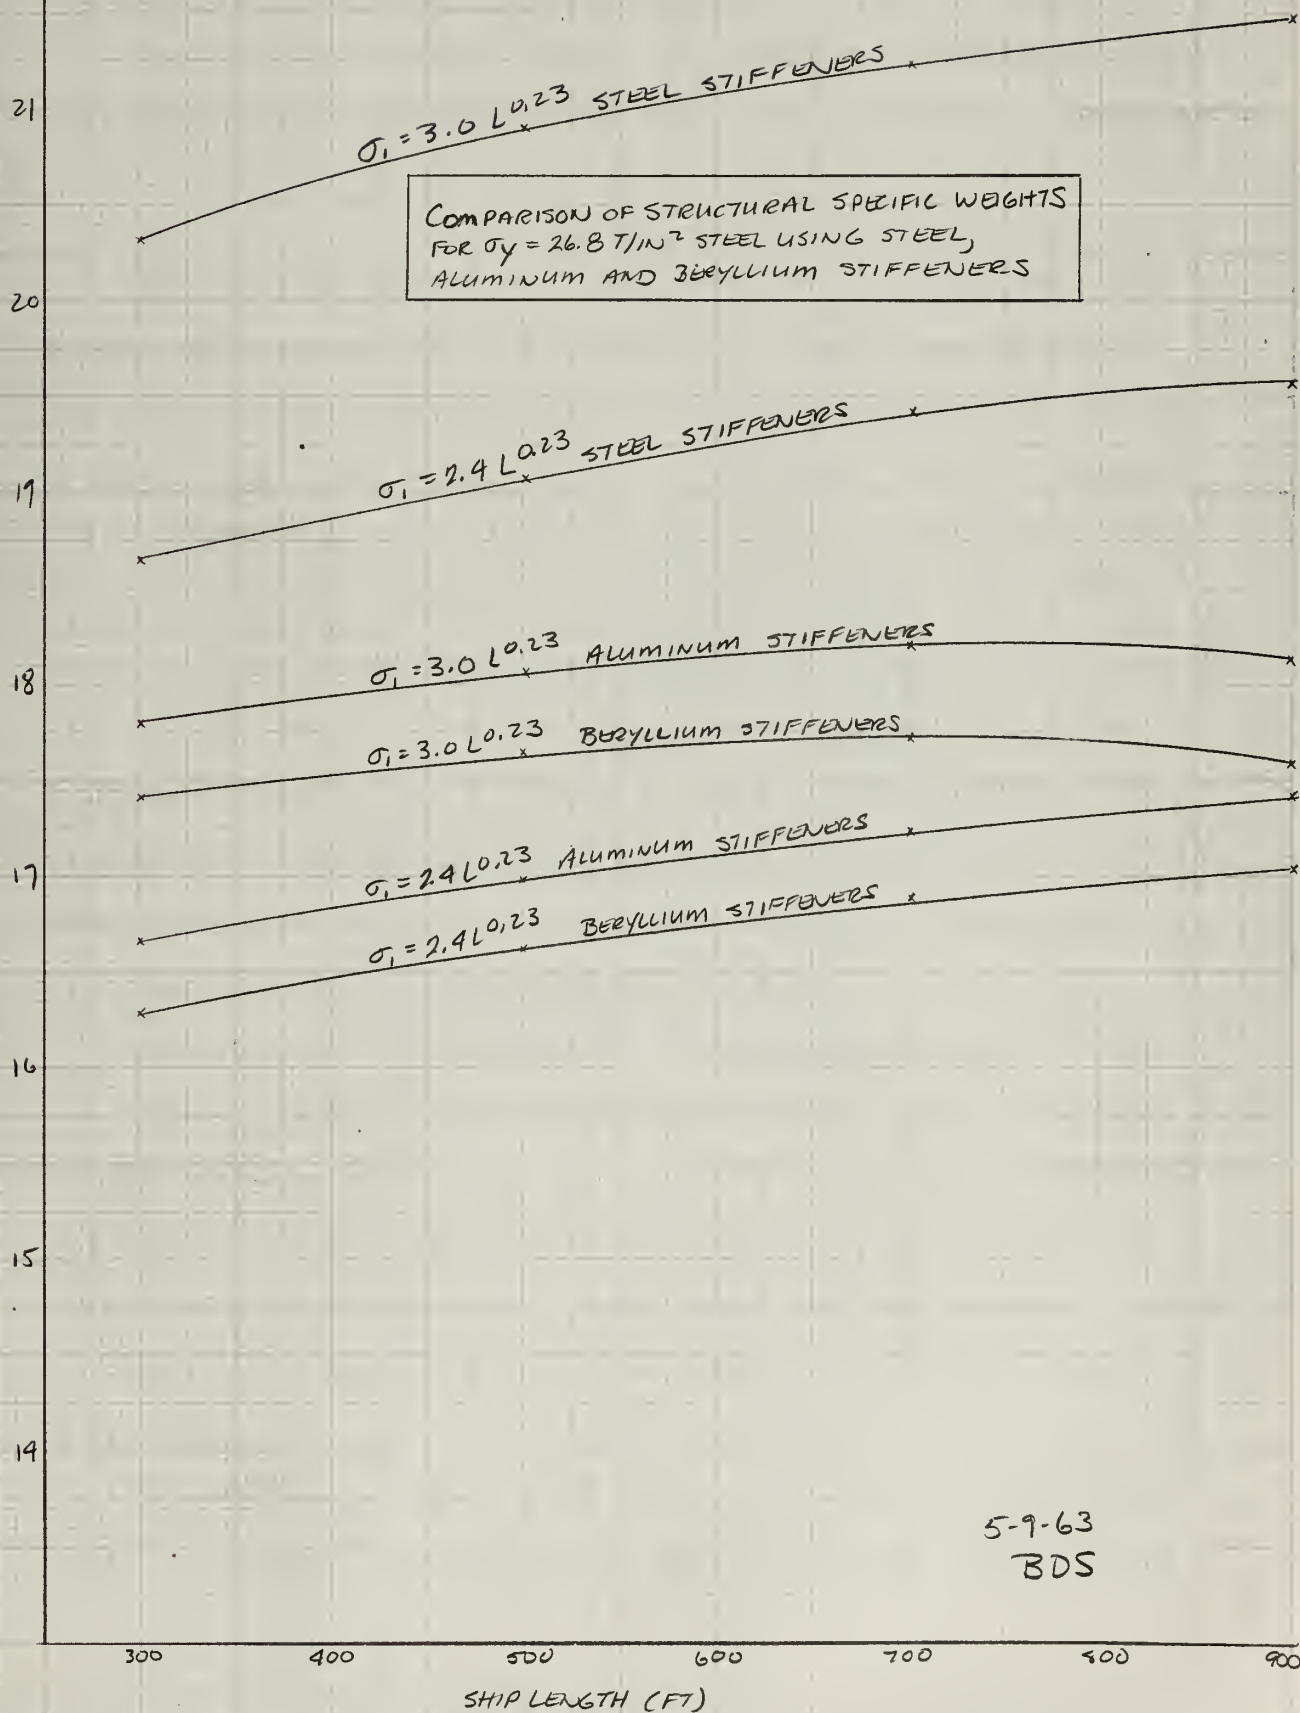 21
σ₁ = 3.0 L^0.23 STEEL STIFFENERS
COMPARISON OF STRUCTURAL SPECIFIC WEIGHTS
FOR σy = 26.8 T/IN² STEEL USING STEEL,
ALUMINUM AND BERYLLIUM STIFFENERS
20
σ₁ = 2.4 L^0.23 STEEL STIFFENERS
19
σ₁ = 3.0 L^0.23 ALUMINUM STIFFENERS
18
σ₁ = 3.0 L^0.23 BERYLLIUM STIFFENERS
σ₁ = 2.4 L^0.23 ALUMINUM STIFFENERS
17
σ₁ = 2.4 L^0.23 BERYLLIUM STIFFENERS
16
15
14
5-9-63
BDS
300 400 500 600 700 800 900
SHIP LENGTH (FT)